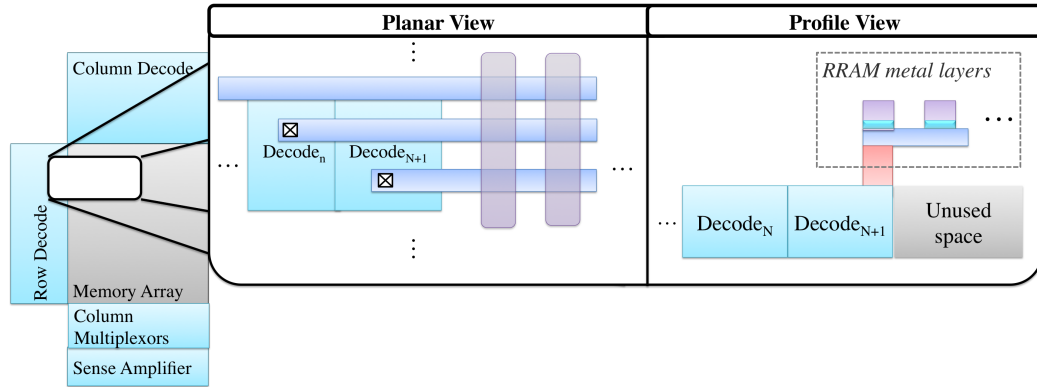 Planar View
Profile View
Column Decode
Row Decode
Memory Array
Column
Multiplexors
Sense Amplifier
...
...
Decodeₙ
Decode_N+1
...
...
RRAM metal layers
...
...
Decode_N
Decode_N+1
Unused
space